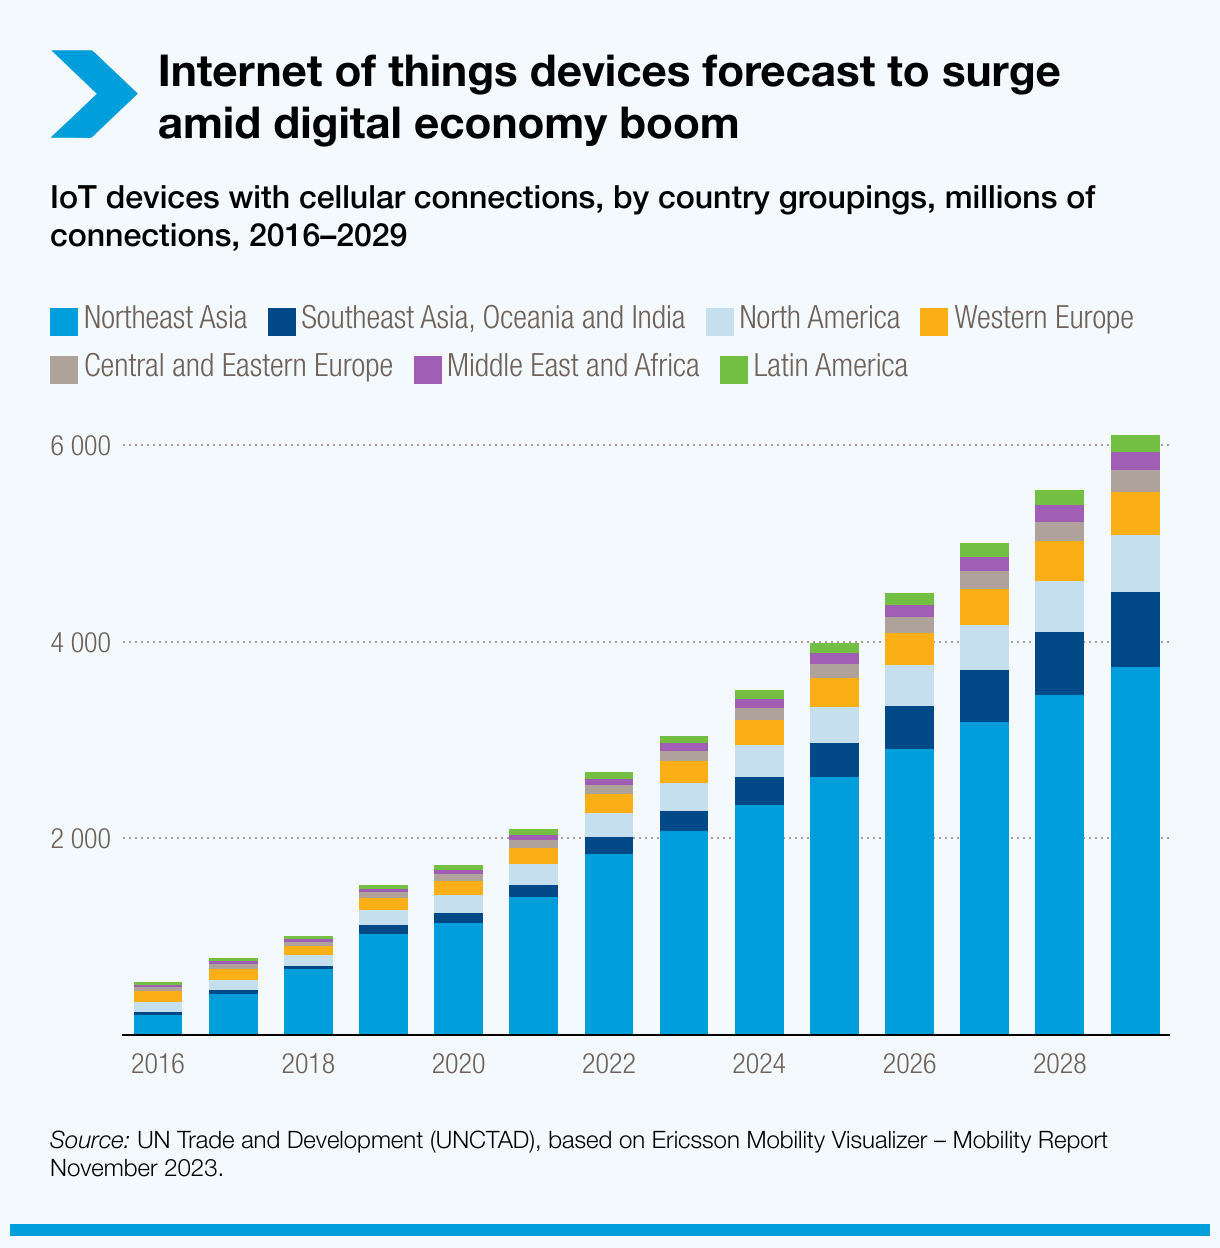 Internet of things devices forecast to surge
amid digital economy boom
IoT devices with cellular connections, by country groupings, millions of
connections, 2016–2029
Northeast Asia Southeast Asia, Oceania and India North America Western Europe
Central and Eastern Europe Middle East and Africa Latin America
6 000
4 000
2 000
2016 2018 2020 2022 2024 2026 2028
Source: UN Trade and Development (UNCTAD), based on Ericsson Mobility Visualizer – Mobility Report
November 2023.